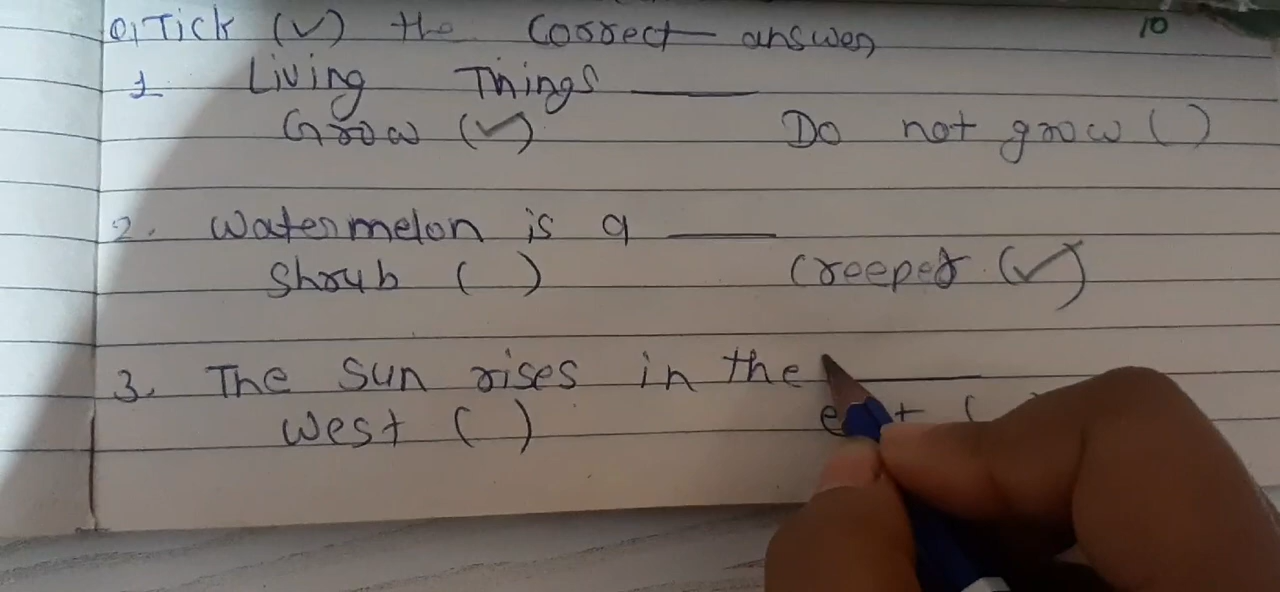 Q1 Tick (✓) the Correct answer 10
1 Living Things ____
Grow (✓) Do not grow ( )
2. Watermelon is a ____
Shrub ( ) Creeper (✓)
3. The Sun rises in the ____
West ( )